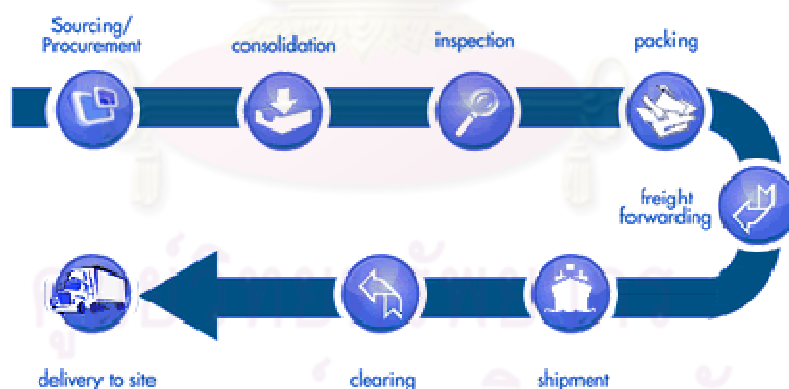 Sourcing/
Procurement
consolidation
inspection
packing
freight
forwarding
delivery to site
clearing
shipment